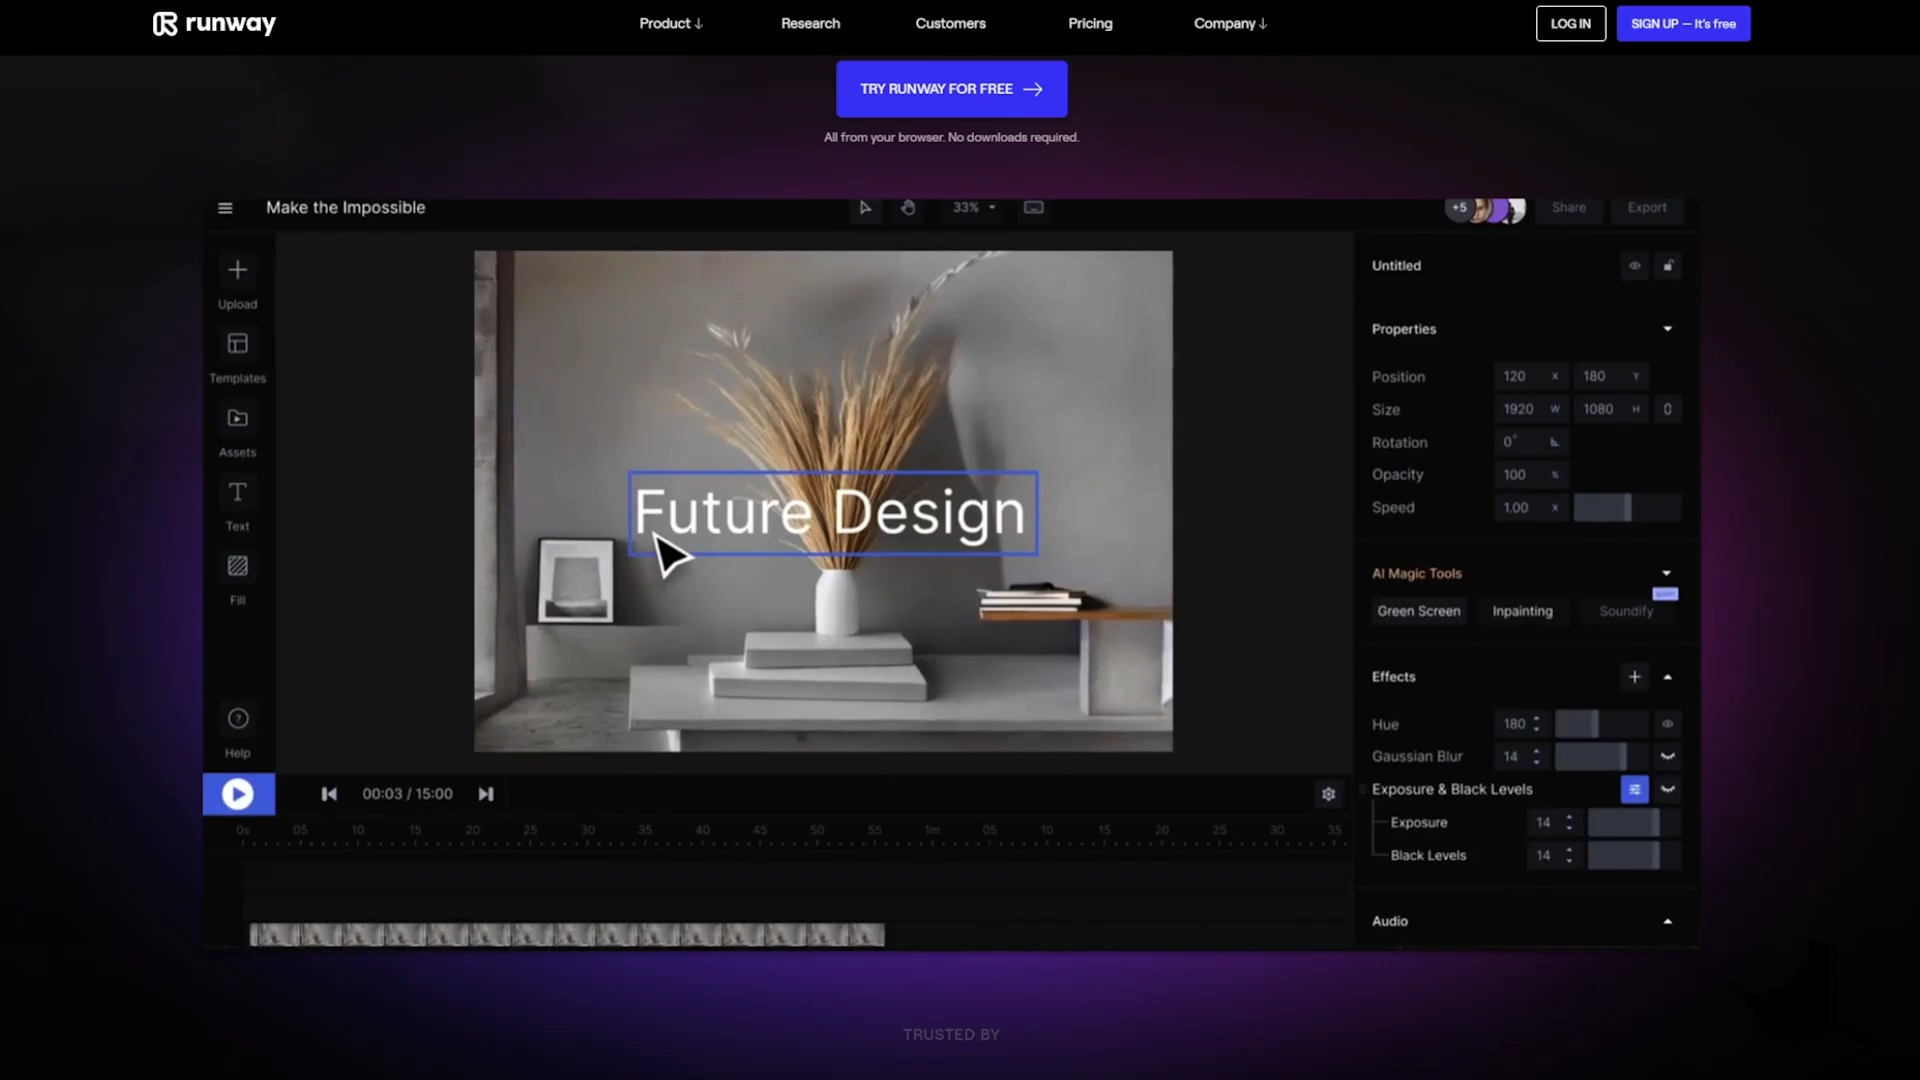 runway
Product ↓
Research
Customers
Pricing
Company ↓
LOG IN
SIGN UP — It's free
TRY RUNWAY FOR FREE →
All from your browser. No downloads required.
Make the Impossible
33%
+5
Share
Export
Upload
Templates
Assets
Text
Fill
Help
Future Design
Untitled
Properties
Position 120 X 180 Y
Size 1920 W 1080 H
Rotation 0°
Opacity 100 %
Speed 1.00 X
AI Magic Tools
soon
Green Screen Inpainting Soundify
Effects
Hue 180
Gaussian Blur 14
Exposure & Black Levels
Exposure 14
Black Levels 14
Audio
00:03 / 15:00
0s 05 10 15 20 25 30 35 40 45 50 55 1m 05 10 15 20 25 30 35
TRUSTED BY